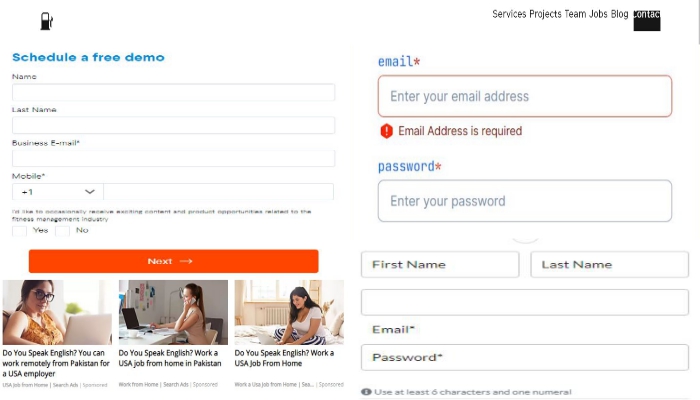 Services Projects Team Jobs Blog Contac
Schedule a free demo
Name
Last Name
Business E-mail*
Mobile*
+1
I'd like to occasionally receive exciting content and product opportunities related to the
fitness management industry
Yes No
Next →
Do You Speak English? You can
work remotely from Pakistan for
a USA employer
USA Job from Home | Search Ads | Sponsored
Do You Speak English? Work a
USA job from home in Pakistan
Work from Home | Search Ads | Sponsored
Do You Speak English? Work a
USA Job From Home
Work a Usa Job from Home | Sea... | Sponsored
email*
Enter your email address
Email Address is required
password*
Enter your password
First Name
Last Name
Email*
Password*
Use at least 6 characters and one numeral